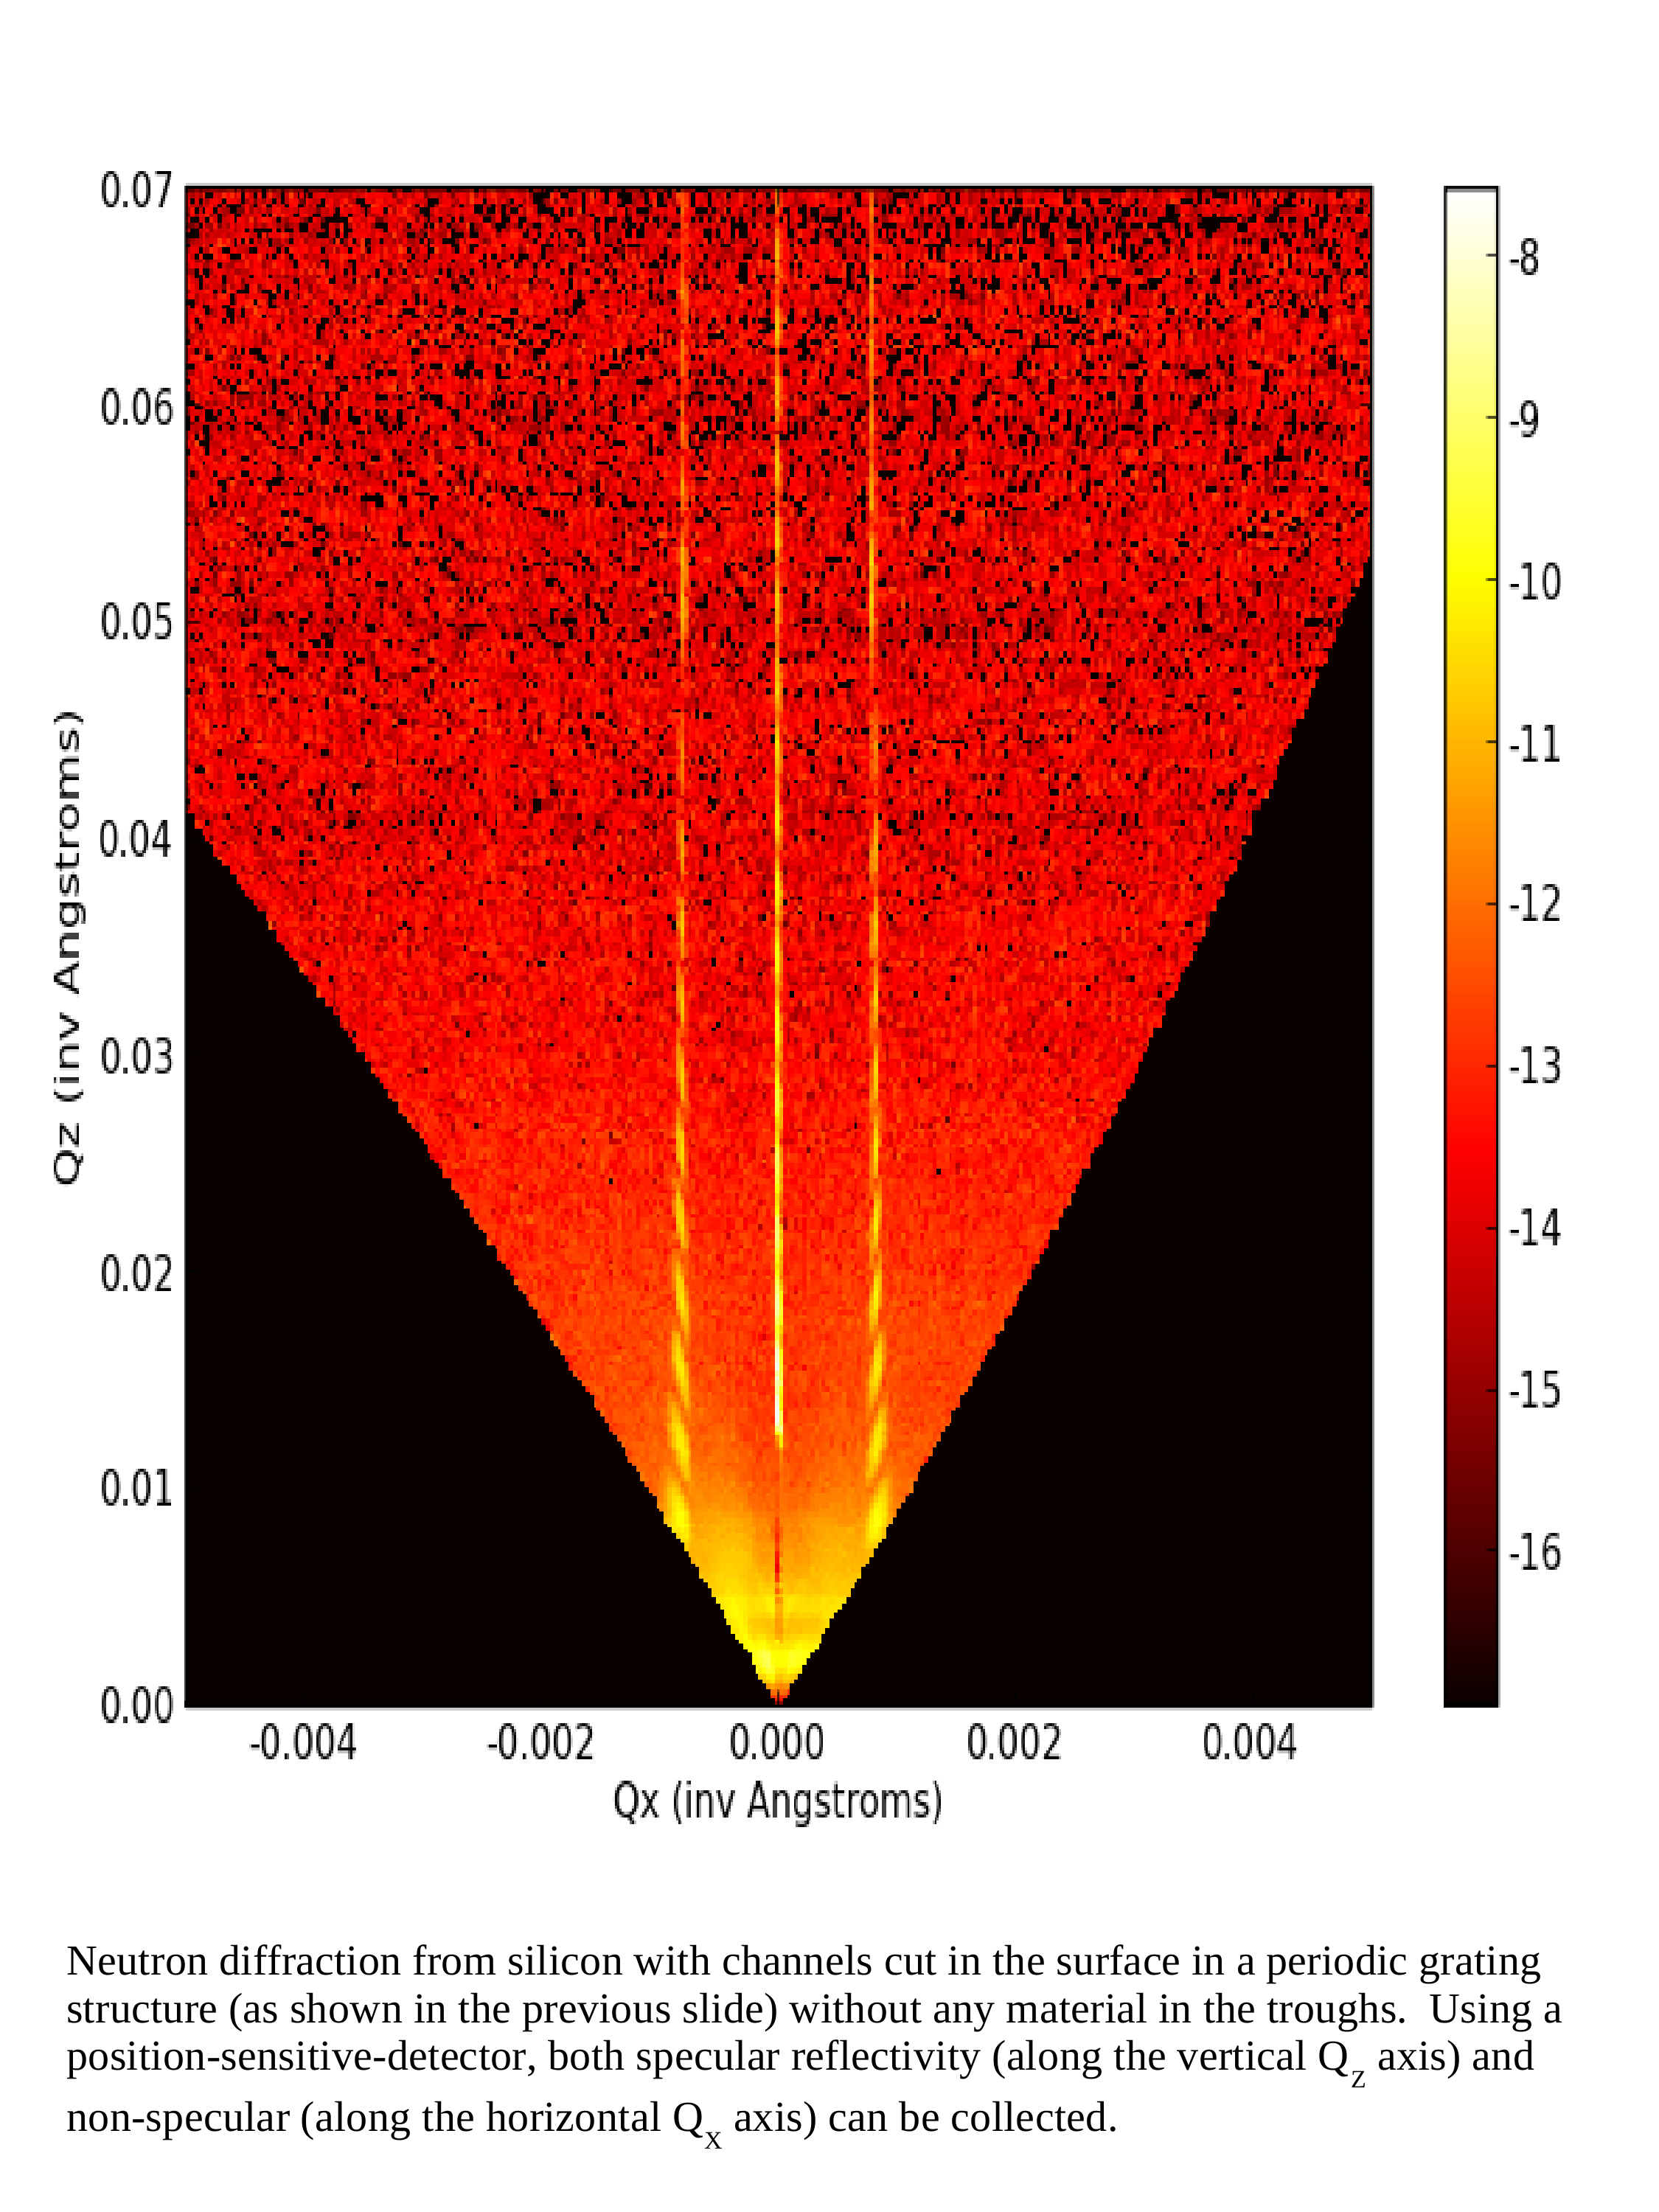 0.07
0.06
0.05
0.04
0.03
0.02
0.01
0.00
Qz (inv Angstroms)
-0.004 -0.002 0.000 0.002 0.004
Qx (inv Angstroms)
-8
-9
-10
-11
-12
-13
-14
-15
-16
Neutron diffraction from silicon with channels cut in the surface in a periodic grating
structure (as shown in the previous slide) without any material in the troughs.  Using a
position-sensitive-detector, both specular reflectivity (along the vertical QZ axis) and
non-specular (along the horizontal QX axis) can be collected.